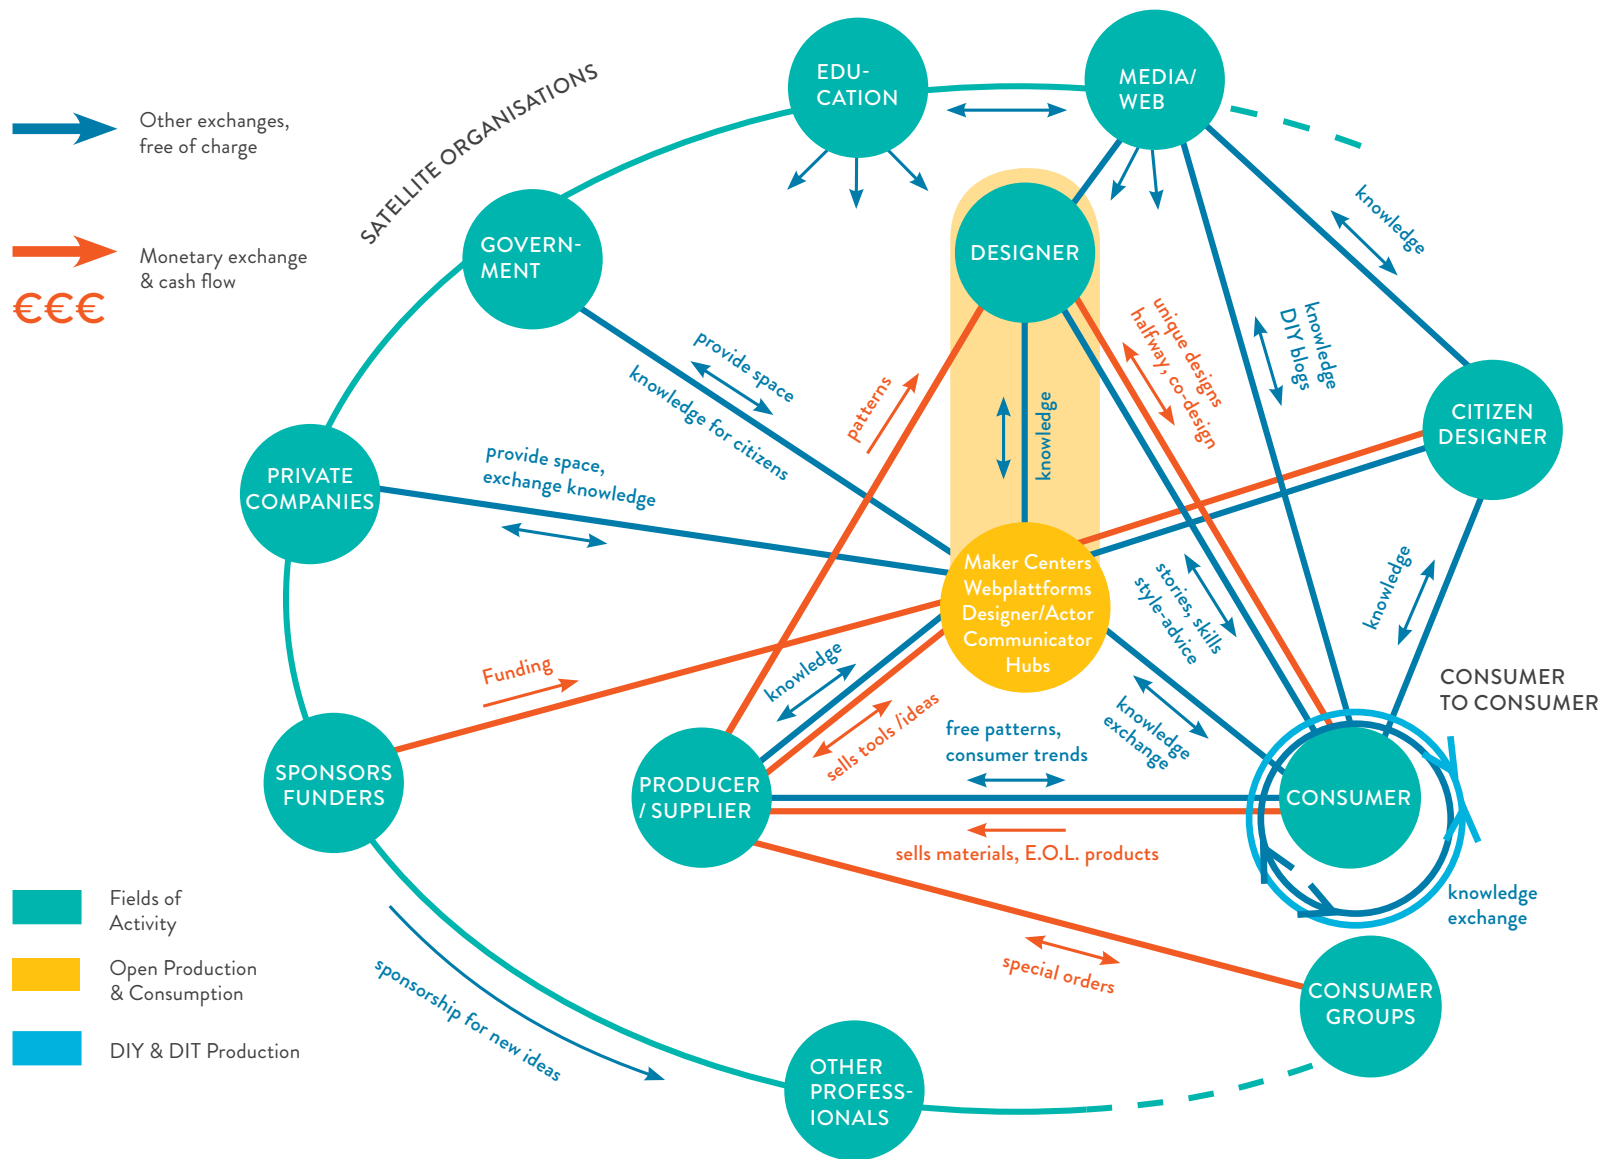 Other exchanges,
free of charge
Monetary exchange
& cash flow
€€€
SATELLITE ORGANISATIONS
EDU-
CATION
MEDIA/
WEB
GOVERN-
MENT
DESIGNER
knowledge
provide space
knowledge for citizens
patterns
knowledge
unique designs
halfway, co-design
knowledge
DIY blogs
CITIZEN
DESIGNER
PRIVATE
COMPANIES
provide space,
exchange knowledge
Maker Centers
Webplattforms
Designer/Actor
Communicator
Hubs
stories, skills
style-advice
knowledge
Funding
knowledge
sells tools /ideas
free patterns,
consumer trends
knowledge
exchange
CONSUMER
TO CONSUMER
SPONSORS
FUNDERS
PRODUCER
/ SUPPLIER
CONSUMER
sells materials, E.O.L. products
knowledge
exchange
special orders
CONSUMER
GROUPS
sponsorship for new ideas
OTHER
PROFESS-
IONALS
Fields of
Activity
Open Production
& Consumption
DIY & DIT Production